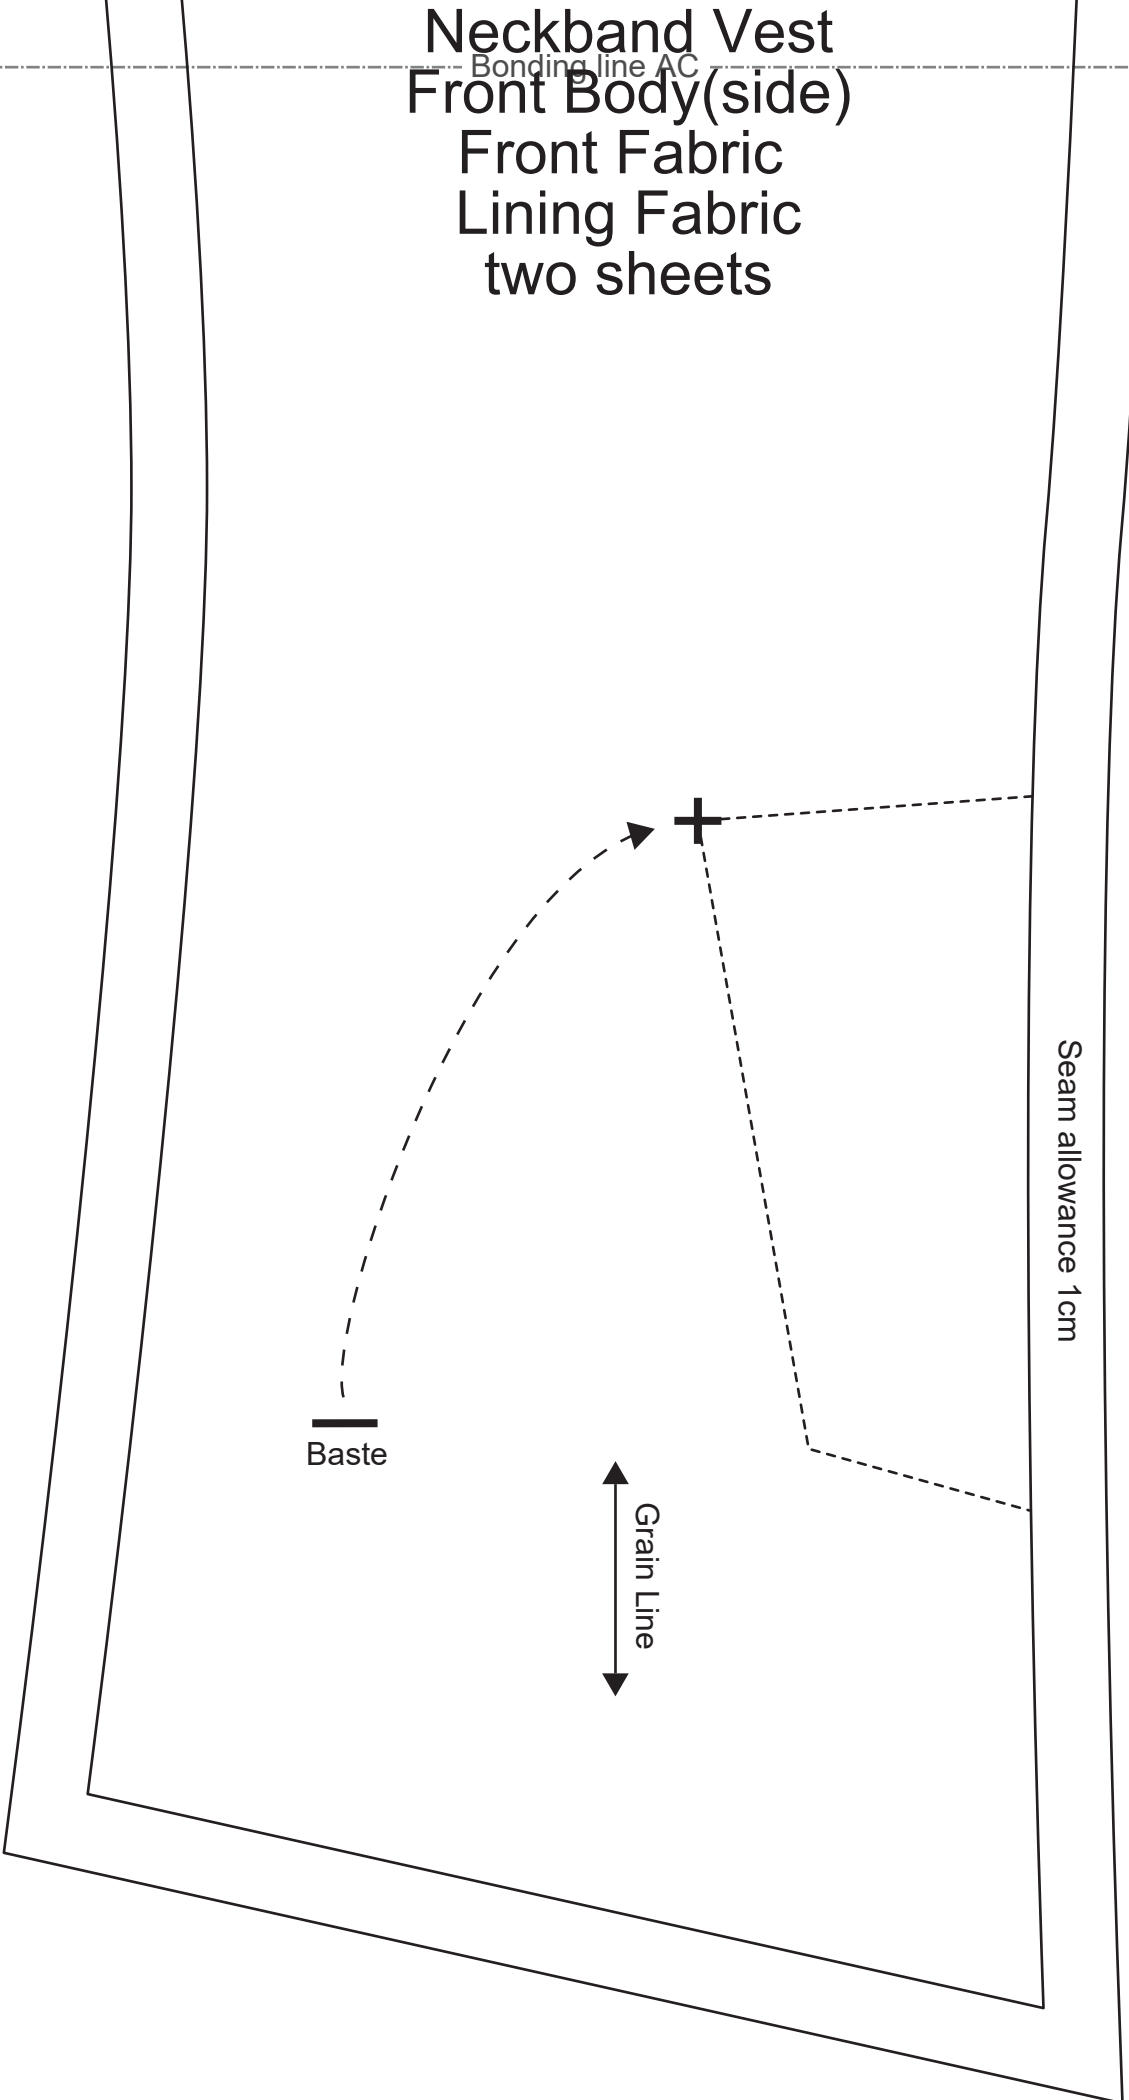 Neckband Vest
Bonding line AC
Front Body(side)
Front Fabric
Lining Fabric
two sheets
Seam allowance 1cm
Baste
Grain Line